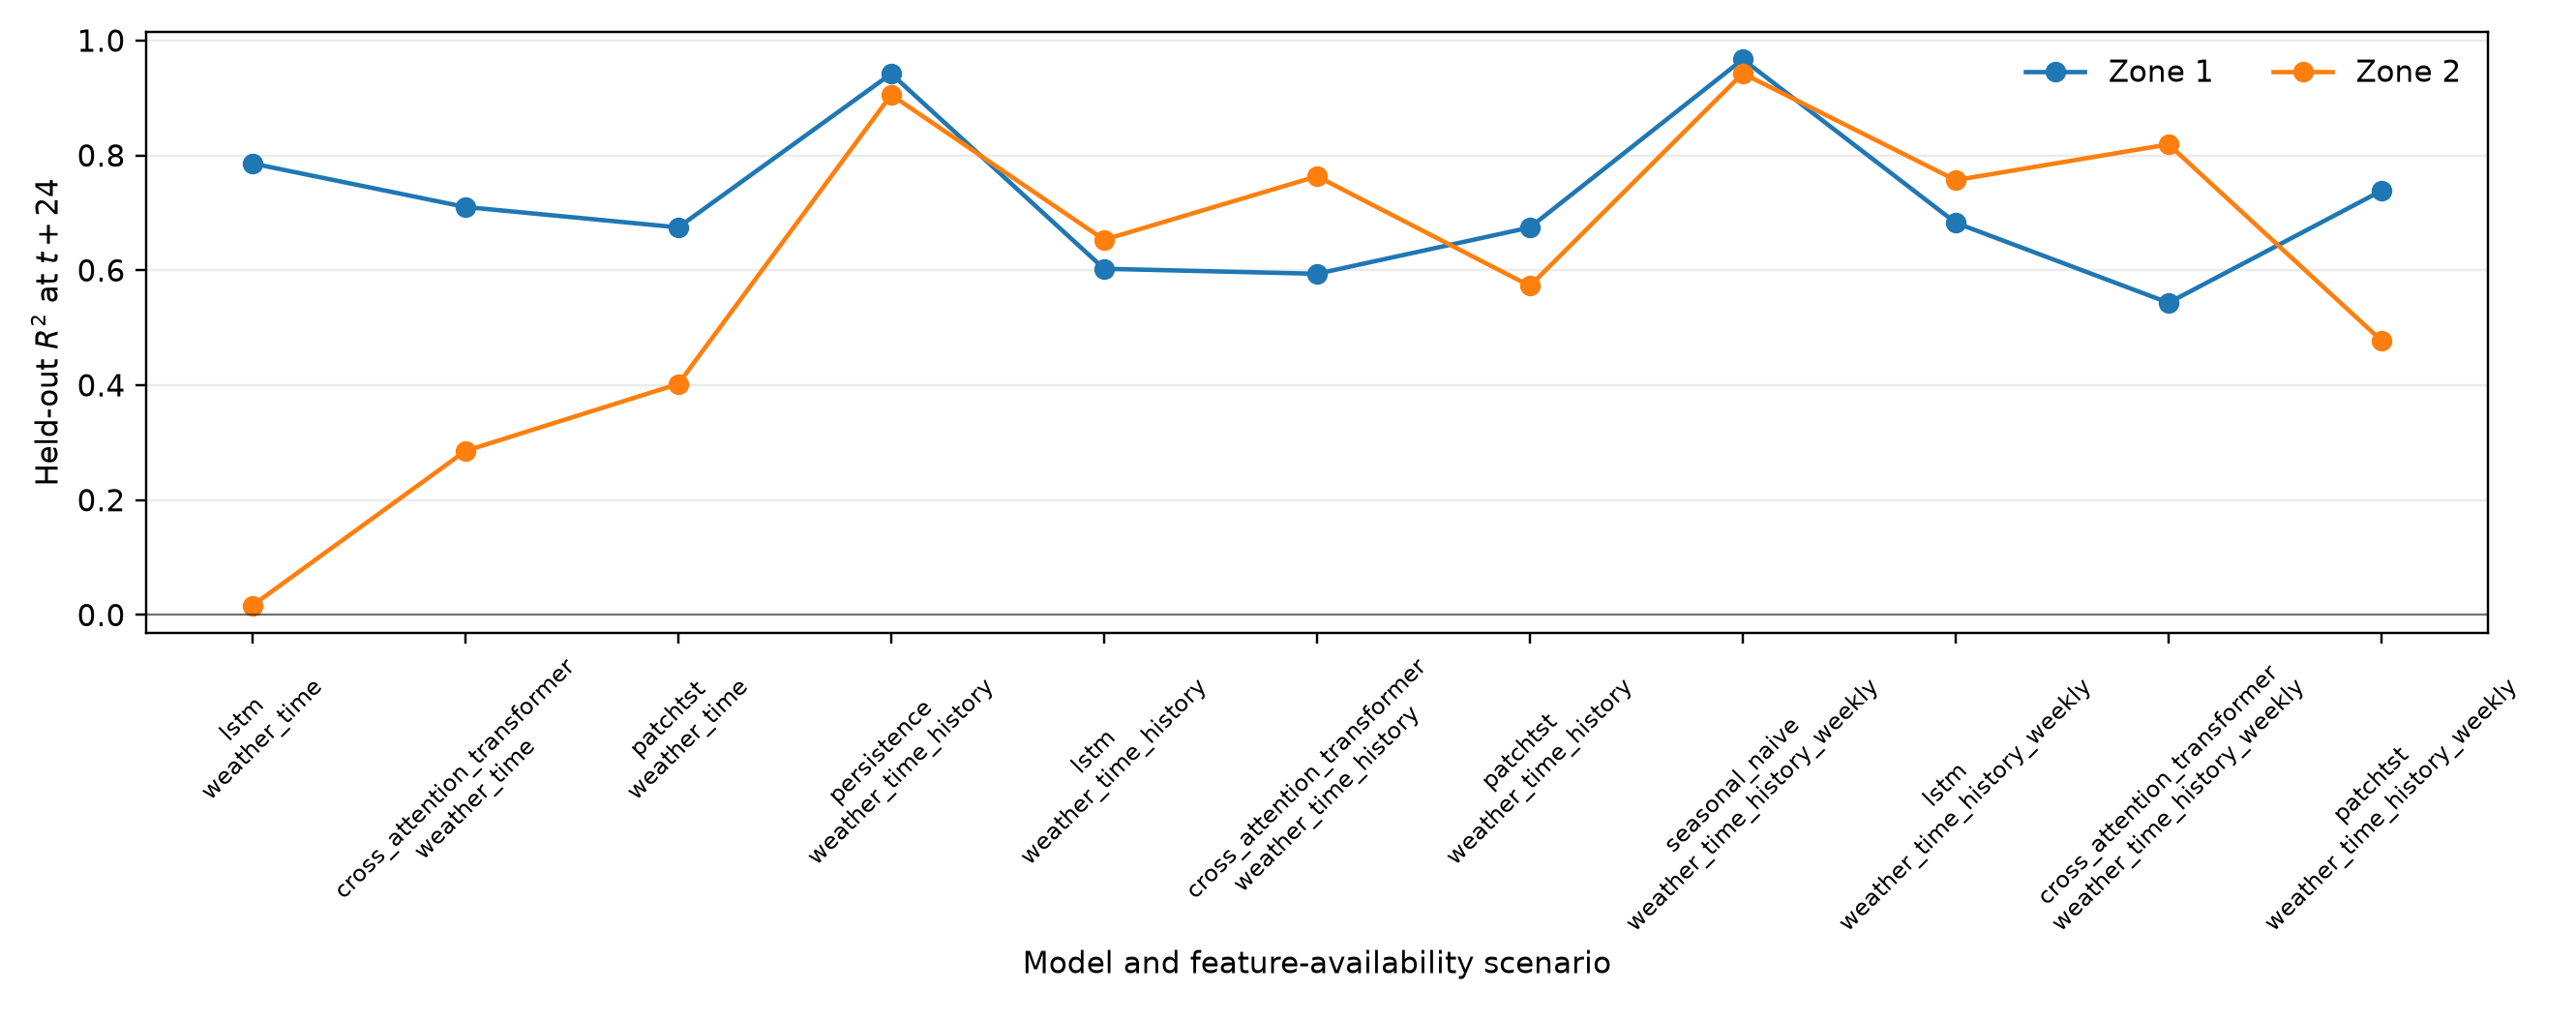 Zone 1
Zone 2
Held-out R² at t + 24
1.0
0.8
0.6
0.4
0.2
0.0
lstm
weather_time
cross_attention_transformer
weather_time
patchtst
weather_time
persistence
weather_time_history
lstm
weather_time_history
cross_attention_transformer
weather_time_history
patchtst
weather_time_history
seasonal_naive
weather_time_history_weekly
lstm
weather_time_history_weekly
cross_attention_transformer
weather_time_history_weekly
patchtst
weather_time_history_weekly
Model and feature-availability scenario